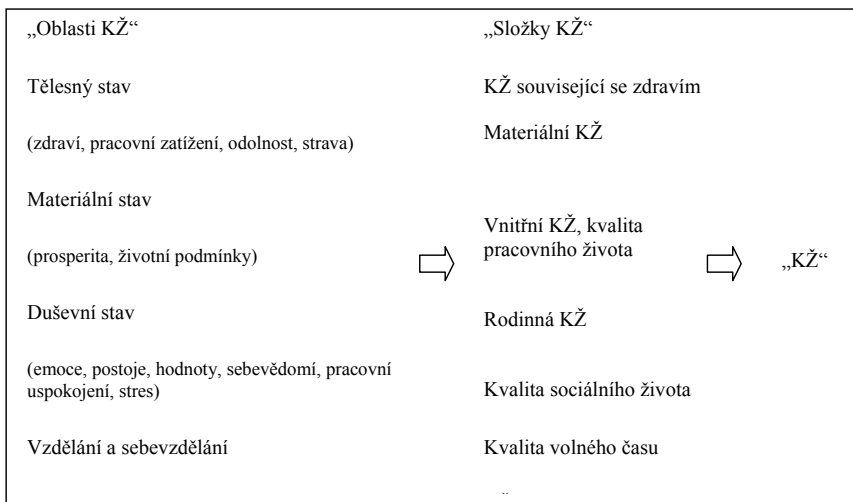 „Oblasti KŽ“
Tělesný stav
(zdraví, pracovní zatížení, odolnost, strava)
Materiální stav
(prosperita, životní podmínky)
Duševní stav
(emoce, postoje, hodnoty, sebevědomí, pracovní
uspokojení, stres)
Vzdělání a sebevzdělání
„Složky KŽ“
KŽ související se zdravím
Materiální KŽ
Vnitřní KŽ, kvalita
pracovního života
Rodinná KŽ
Kvalita sociálního života
Kvalita volného času
„KŽ“